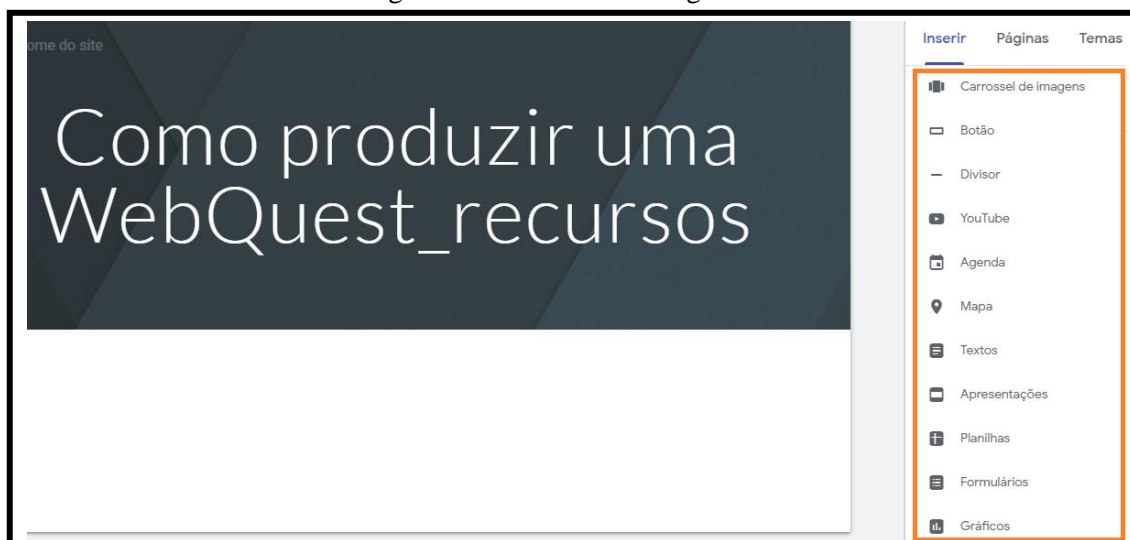 ome do site
Como produzir uma
WebQuest_recursos
Inserir Páginas Temas
Carrossel de imagens
Botão
Divisor
YouTube
Agenda
Mapa
Textos
Apresentações
Planilhas
Formulários
Gráficos